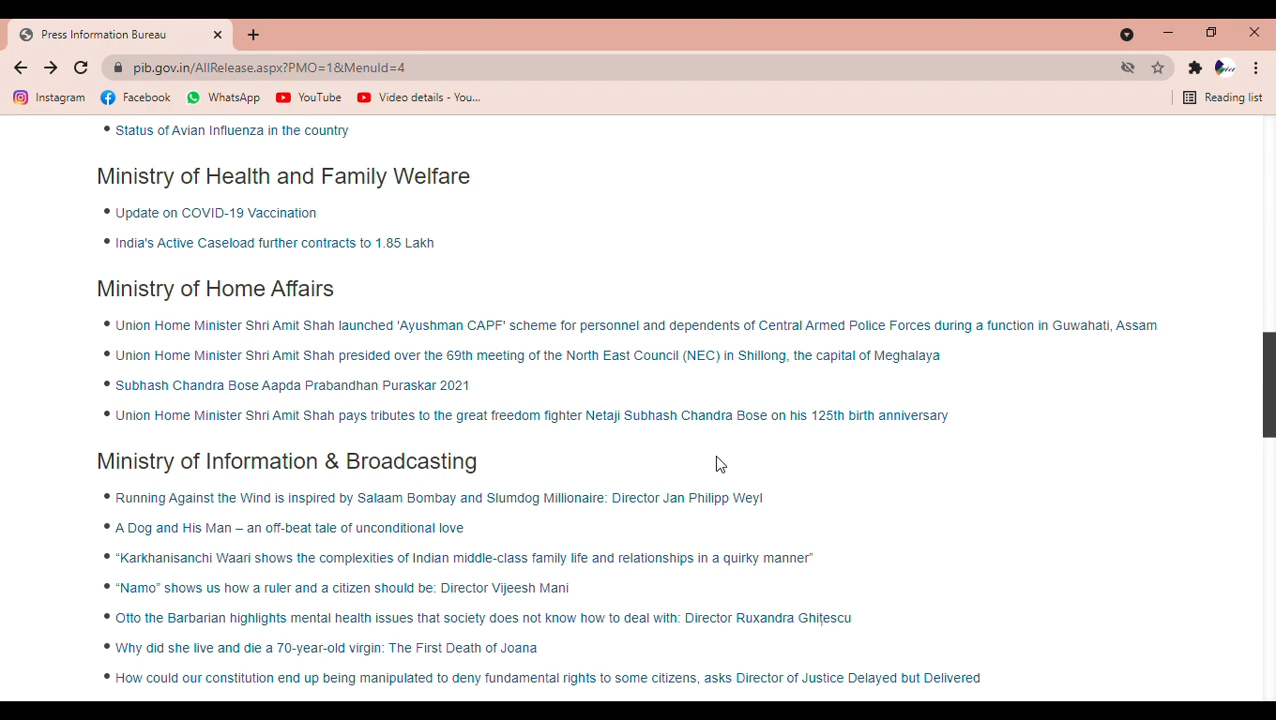 Press Information Bureau
pib.gov.in/AllRelease.aspx?PMO=1&MenuId=4
Instagram Facebook WhatsApp YouTube Video details - You... Reading list
• Status of Avian Influenza in the country
Ministry of Health and Family Welfare
• Update on COVID-19 Vaccination
• India's Active Caseload further contracts to 1.85 Lakh
Ministry of Home Affairs
• Union Home Minister Shri Amit Shah launched 'Ayushman CAPF' scheme for personnel and dependents of Central Armed Police Forces during a function in Guwahati, Assam
• Union Home Minister Shri Amit Shah presided over the 69th meeting of the North East Council (NEC) in Shillong, the capital of Meghalaya
• Subhash Chandra Bose Aapda Prabandhan Puraskar 2021
• Union Home Minister Shri Amit Shah pays tributes to the great freedom fighter Netaji Subhash Chandra Bose on his 125th birth anniversary
Ministry of Information & Broadcasting
• Running Against the Wind is inspired by Salaam Bombay and Slumdog Millionaire: Director Jan Philipp Weyl
• A Dog and His Man – an off-beat tale of unconditional love
• “Karkhanisanchi Waari shows the complexities of Indian middle-class family life and relationships in a quirky manner”
• “Namo” shows us how a ruler and a citizen should be: Director Vijeesh Mani
• Otto the Barbarian highlights mental health issues that society does not know how to deal with: Director Ruxandra Ghițescu
• Why did she live and die a 70-year-old virgin: The First Death of Joana
• How could our constitution end up being manipulated to deny fundamental rights to some citizens, asks Director of Justice Delayed but Delivered